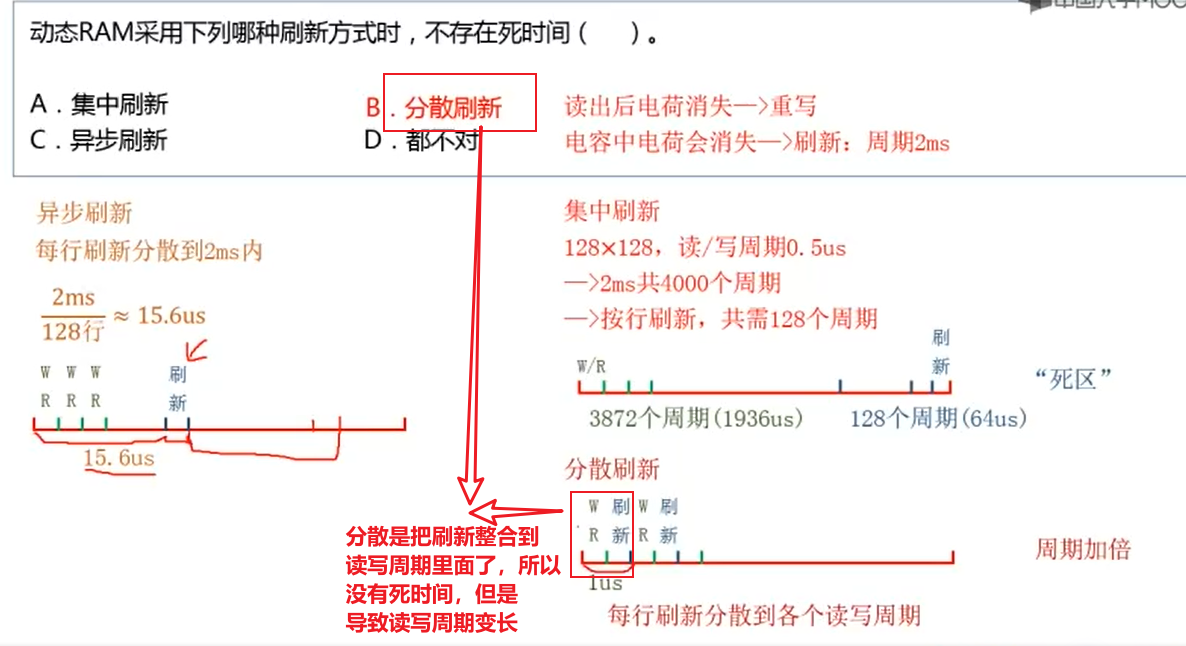 中国大学MOOC
动态RAM采用下列哪种刷新方式时，不存在死时间（ ）。
A．集中刷新
B．分散刷新
C．异步刷新
D．都不对
读出后电荷消失—>重写
电容中电荷会消失—>刷新：周期2ms
异步刷新
每行刷新分散到2ms内
2ms
128行
≈ 15.6us
W W W 刷
R R R 新
15.6us
集中刷新
128×128，读/写周期0.5us
—>2ms共4000个周期
—>按行刷新，共需128个周期
W/R
刷
新
“死区”
3872个周期(1936us)
128个周期(64us)
分散刷新
W 刷 W 刷
R 新 R 新
1us
周期加倍
每行刷新分散到各个读写周期
分散是把刷新整合到
读写周期里面了，所以
没有死时间，但是
导致读写周期变长